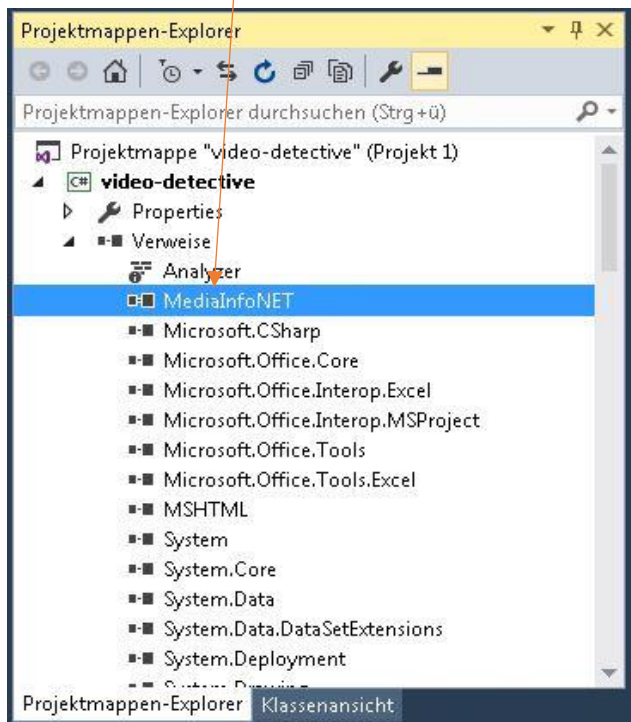 Projektmappen-Explorer
Projektmappen-Explorer durchsuchen (Strg+ü)
Projektmappe "video-detective" (Projekt 1)
C# video-detective
Properties
Verweise
Analyzer
MediaInfoNET
Microsoft.CSharp
Microsoft.Office.Core
Microsoft.Office.Interop.Excel
Microsoft.Office.Interop.MSProject
Microsoft.Office.Tools
Microsoft.Office.Tools.Excel
MSHTML
System
System.Core
System.Data
System.Data.DataSetExtensions
System.Deployment
Projektmappen-Explorer Klassenansicht